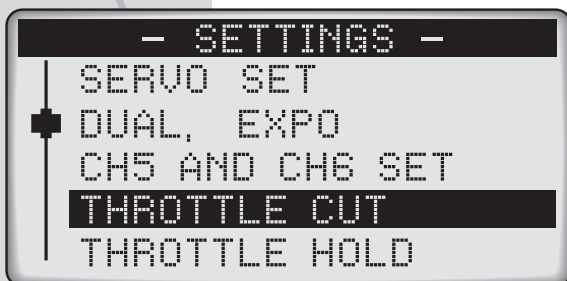 – SETTINGS –
SERVO SET
DUAL, EXPO
CH5 AND CH6 SET
THROTTLE CUT
THROTTLE HOLD